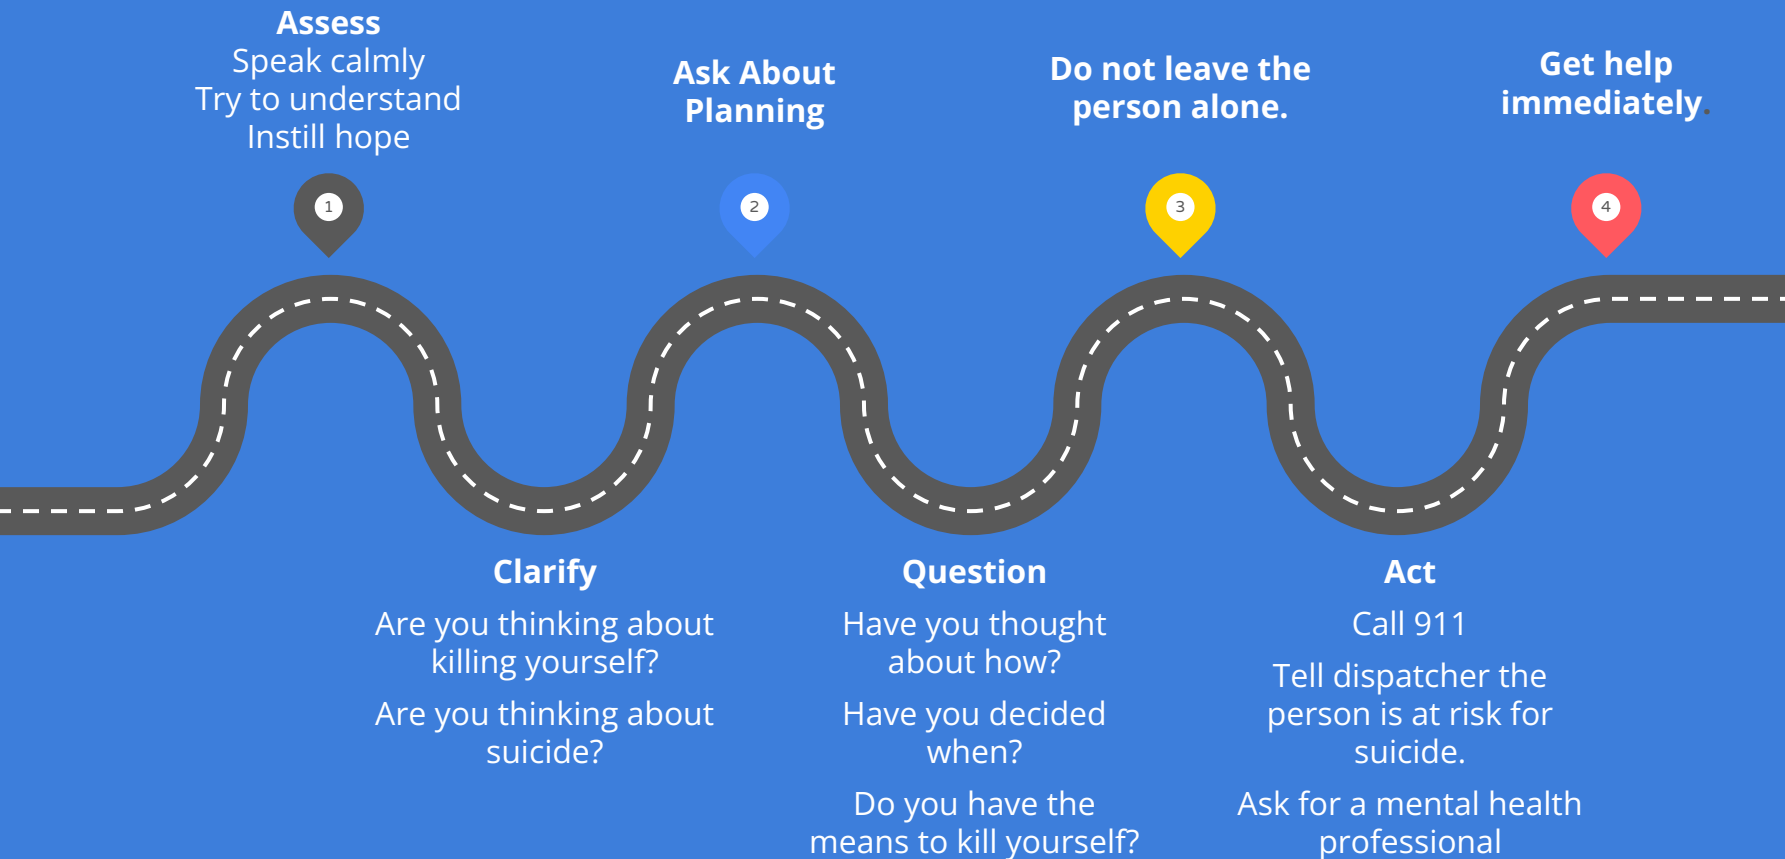 Assess
Speak calmly
Try to understand
Instill hope
1
Ask About
Planning
2
Do not leave the
person alone.
3
Get help
immediately.
4
Clarify
Are you thinking about
killing yourself?
Are you thinking about
suicide?
Question
Have you thought
about how?
Have you decided
when?
Do you have the
means to kill yourself?
Act
Call 911
Tell dispatcher the
person is at risk for
suicide.
Ask for a mental health
professional